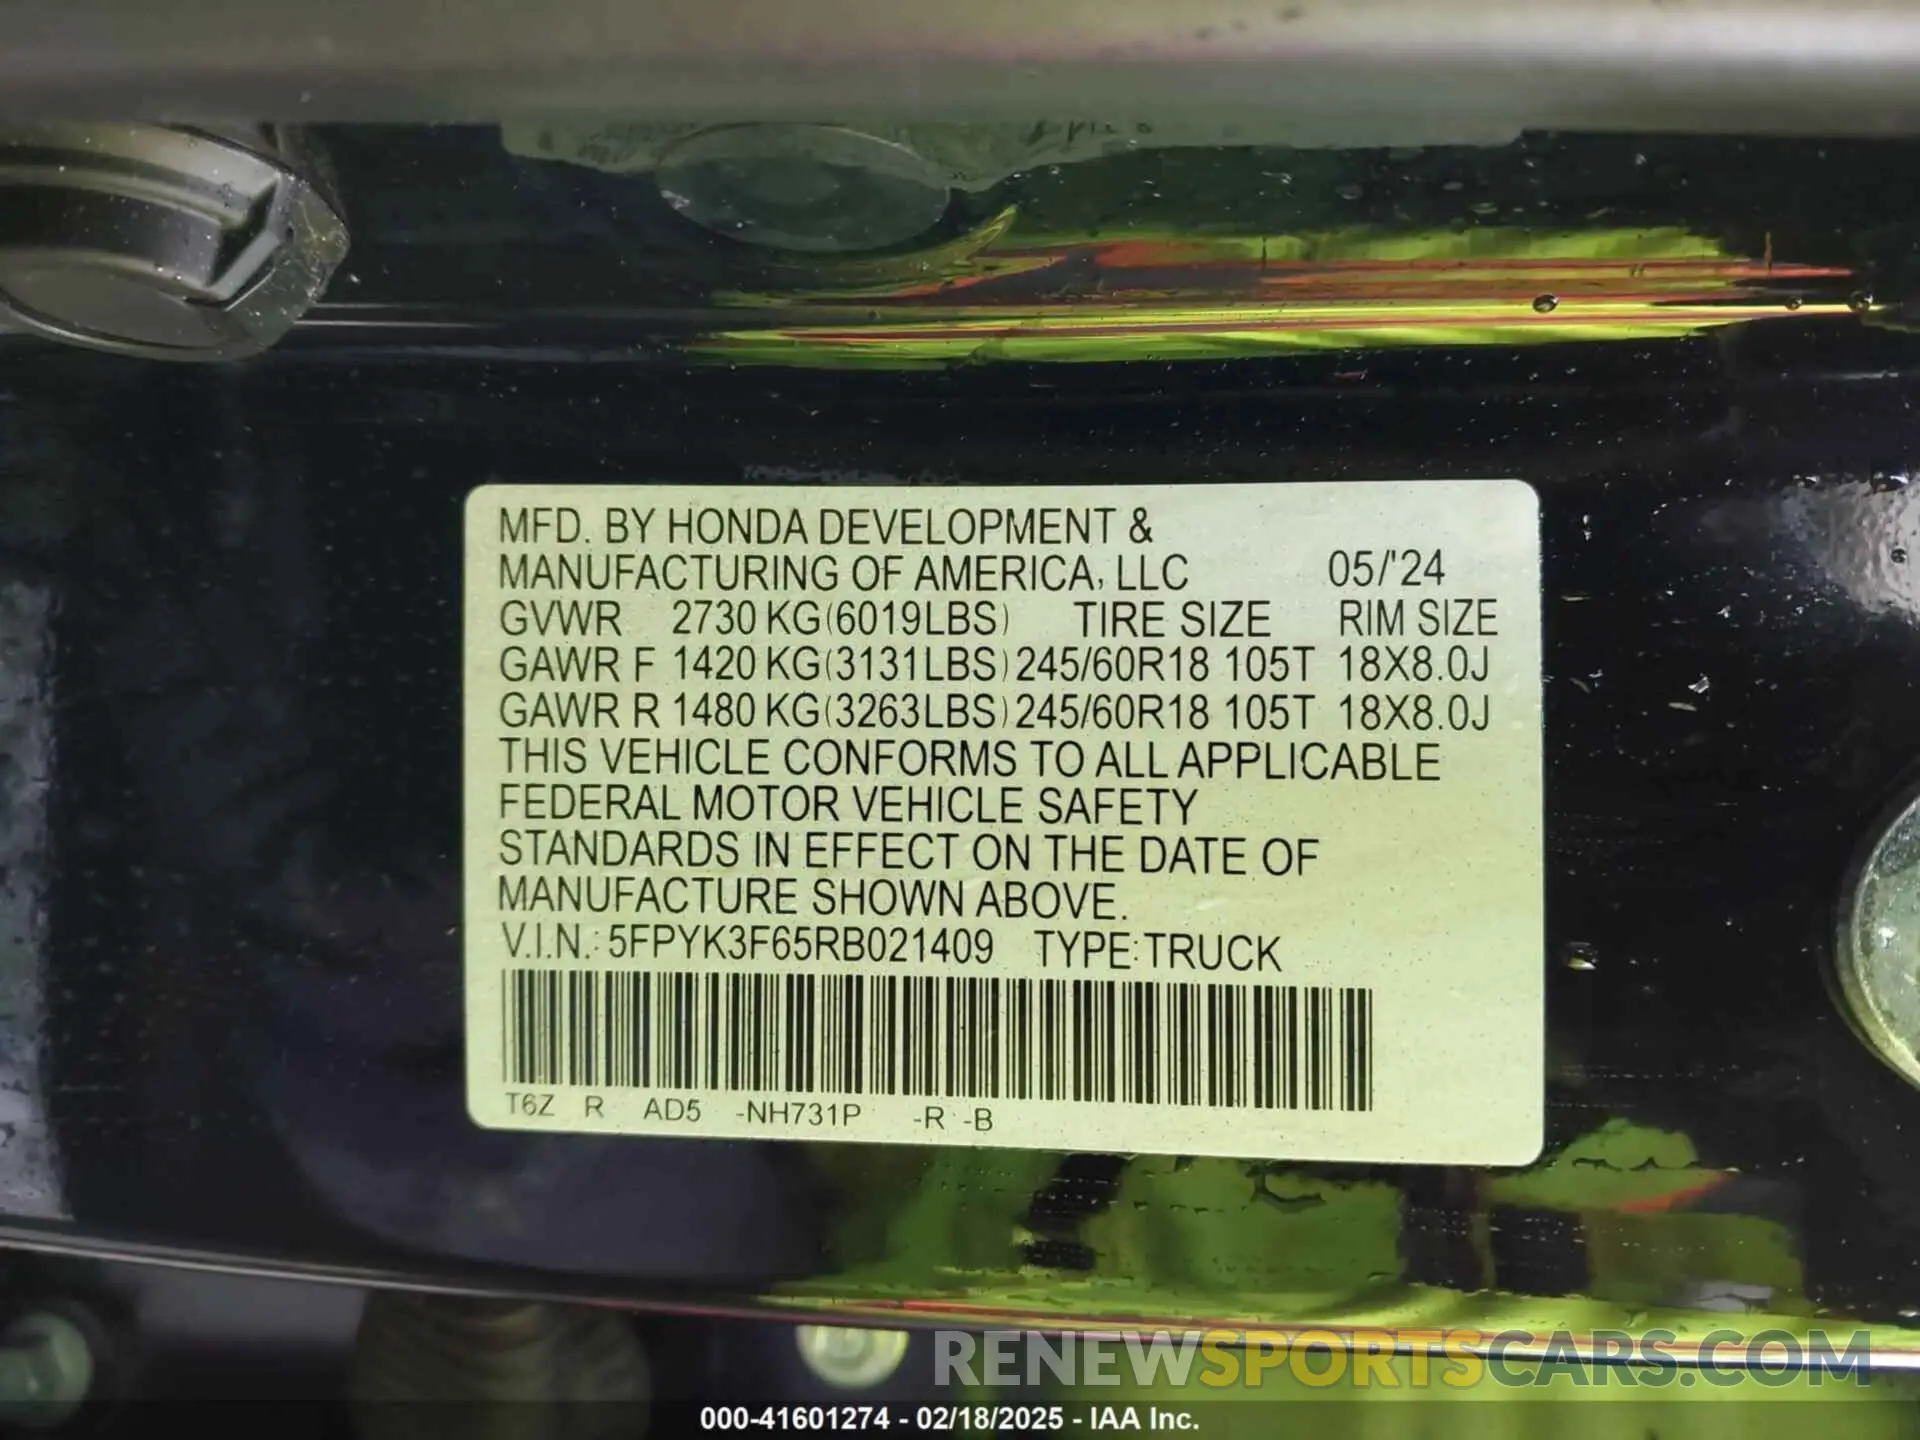 MFD. BY HONDA DEVELOPMENT &
MANUFACTURING OF AMERICA, LLC 05/'24
GVWR 2730 KG(6019LBS) TIRE SIZE RIM SIZE
GAWR F 1420 KG(3131LBS) 245/60R18 105T 18X8.0J
GAWR R 1480 KG(3263LBS) 245/60R18 105T 18X8.0J
THIS VEHICLE CONFORMS TO ALL APPLICABLE
FEDERAL MOTOR VEHICLE SAFETY
STANDARDS IN EFFECT ON THE DATE OF
MANUFACTURE SHOWN ABOVE.
V.I.N.: 5FPYK3F65RB021409 TYPE:TRUCK
T6Z R AD5 -NH731P -R -B
RENEWSPORTSCARS.COM
000-41601274 - 02/18/2025 - IAA Inc.